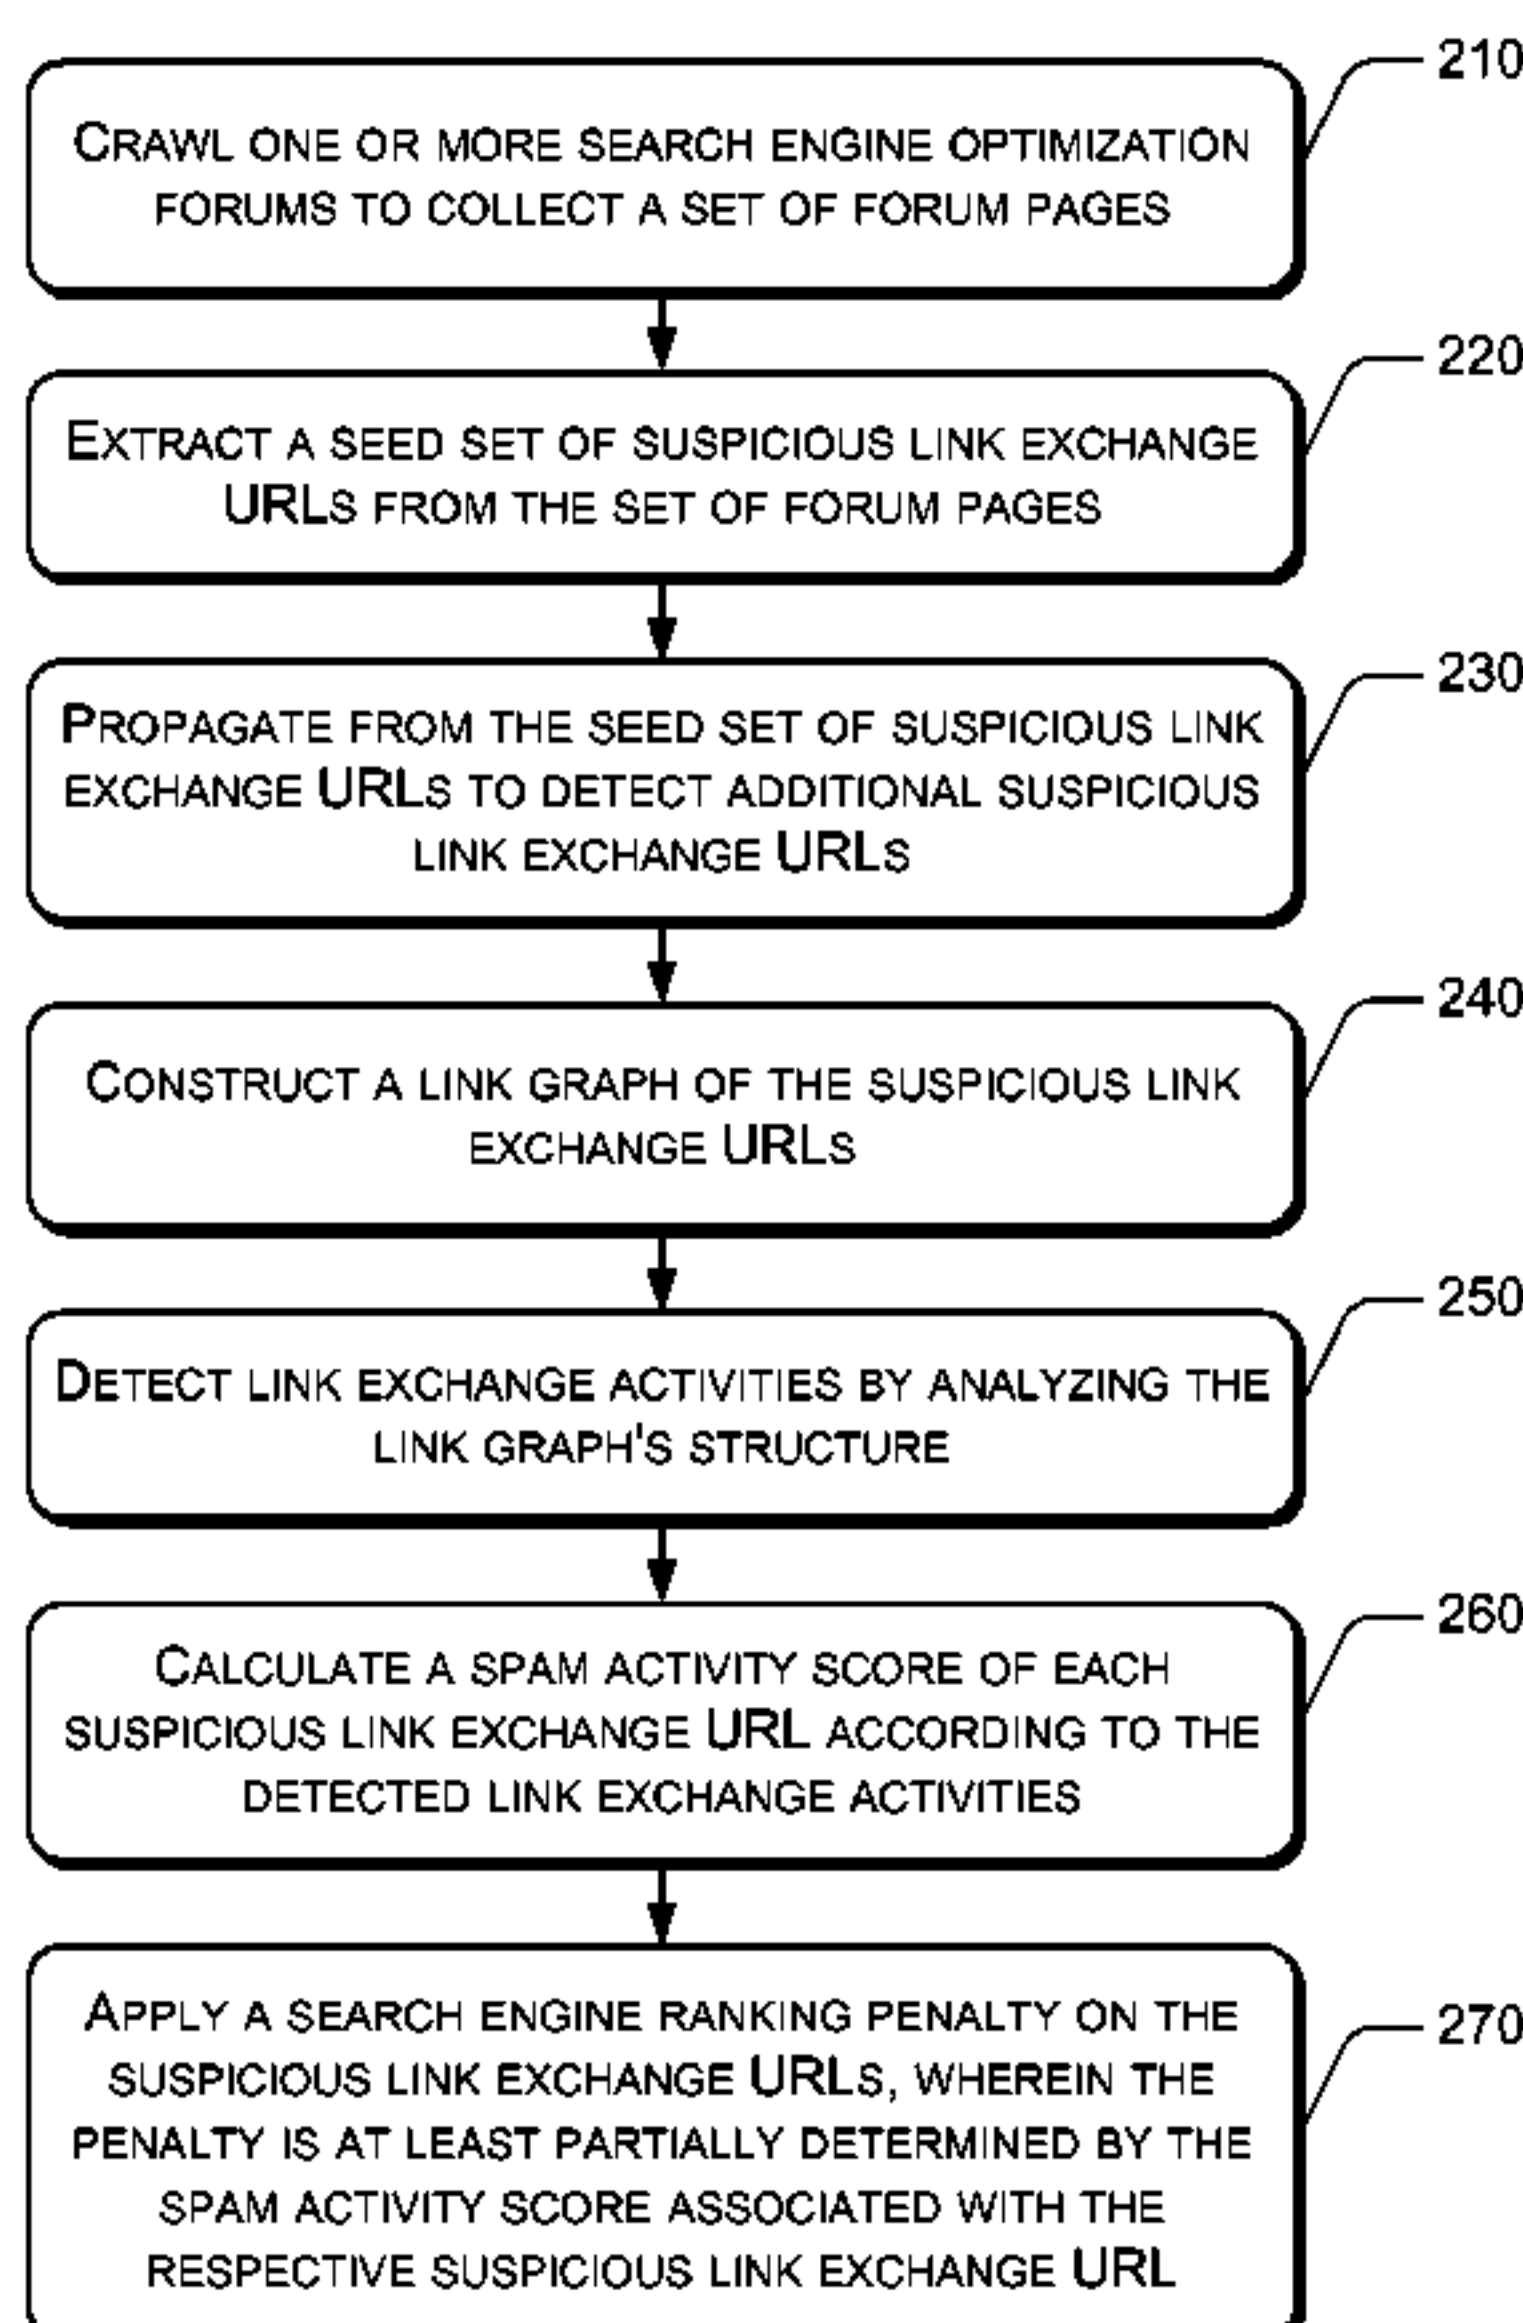 210
CRAWL ONE OR MORE SEARCH ENGINE OPTIMIZATION
FORUMS TO COLLECT A SET OF FORUM PAGES
220
EXTRACT A SEED SET OF SUSPICIOUS LINK EXCHANGE
URLS FROM THE SET OF FORUM PAGES
230
PROPAGATE FROM THE SEED SET OF SUSPICIOUS LINK
EXCHANGE URLS TO DETECT ADDITIONAL SUSPICIOUS
LINK EXCHANGE URLS
240
CONSTRUCT A LINK GRAPH OF THE SUSPICIOUS LINK
EXCHANGE URLS
250
DETECT LINK EXCHANGE ACTIVITIES BY ANALYZING THE
LINK GRAPH'S STRUCTURE
260
CALCULATE A SPAM ACTIVITY SCORE OF EACH
SUSPICIOUS LINK EXCHANGE URL ACCORDING TO THE
DETECTED LINK EXCHANGE ACTIVITIES
270
APPLY A SEARCH ENGINE RANKING PENALTY ON THE
SUSPICIOUS LINK EXCHANGE URLS, WHEREIN THE
PENALTY IS AT LEAST PARTIALLY DETERMINED BY THE
SPAM ACTIVITY SCORE ASSOCIATED WITH THE
RESPECTIVE SUSPICIOUS LINK EXCHANGE URL